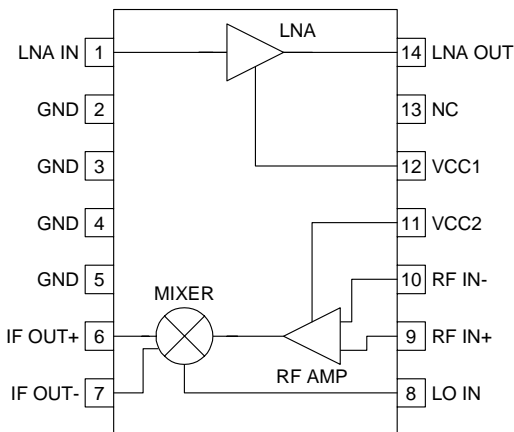 LNA
LNA IN 1 14 LNA OUT
GND 2 13 NC
GND 3 12 VCC1
GND 4 11 VCC2
GND 5 10 RF IN-
MIXER
IF OUT+ 6 9 RF IN+
RF AMP
IF OUT- 7 8 LO IN